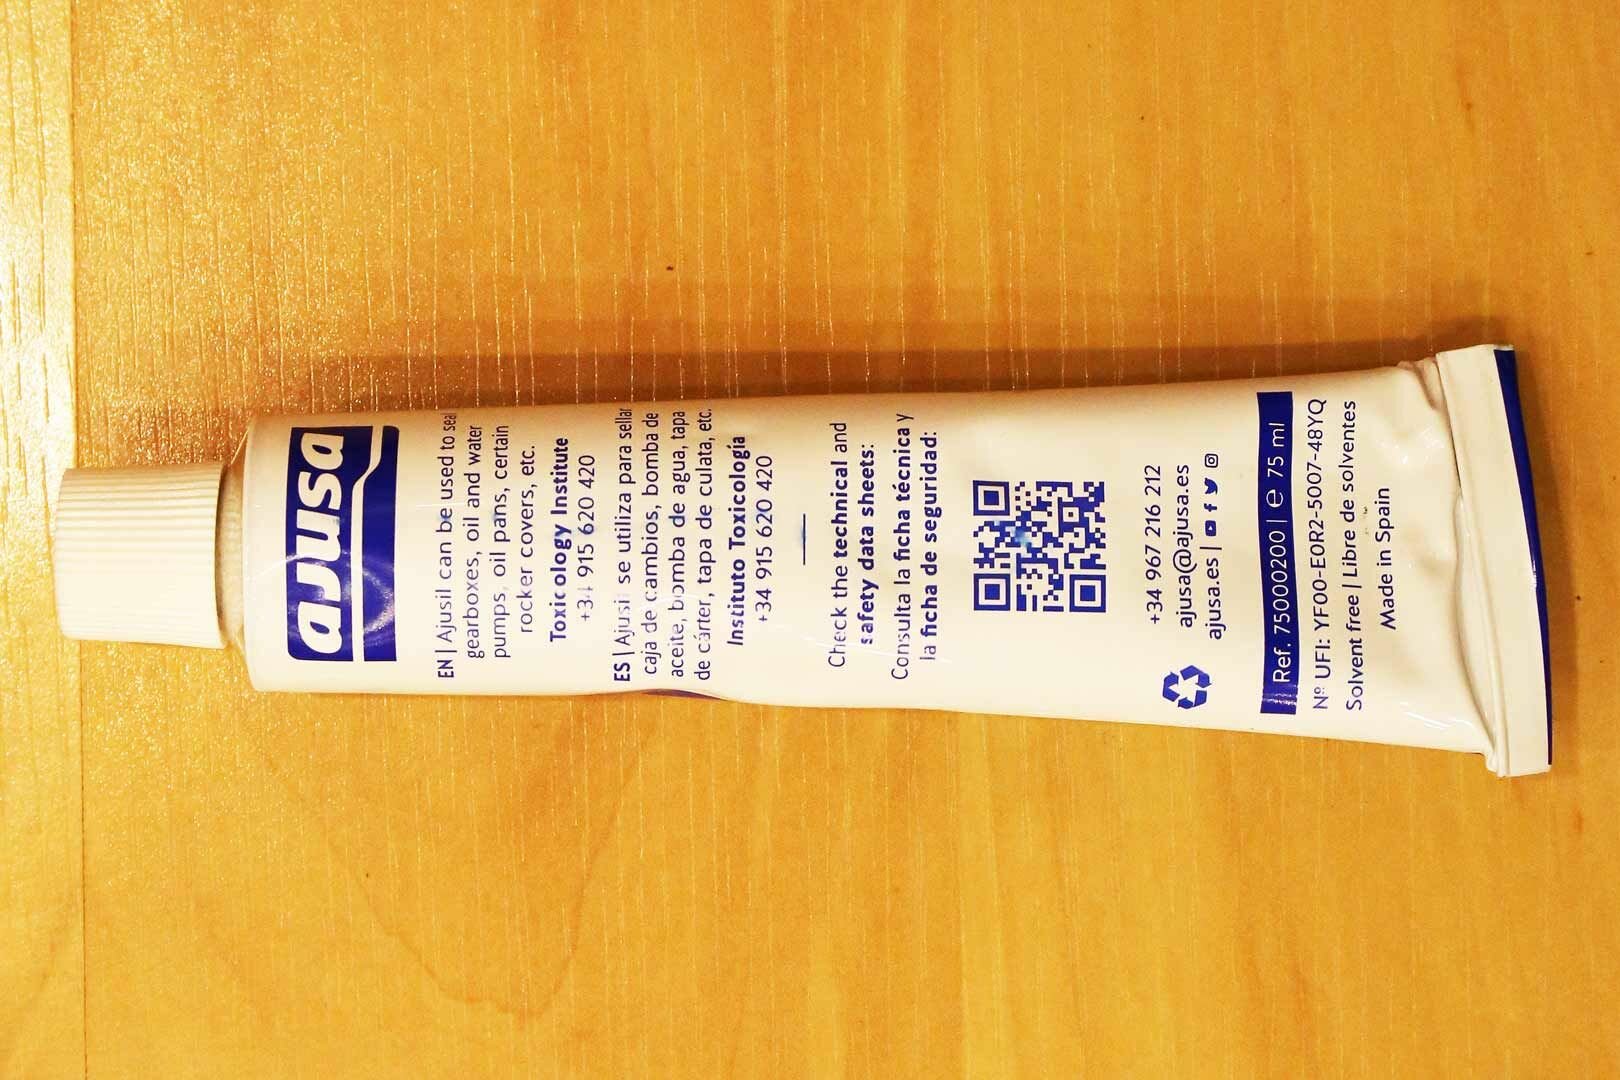 ajusa
EN | Ajusil can be used to seal
gearboxes, oil and water
pumps, oil pans, certain
rocker covers, etc.
Toxicology Institute
+34 915 620 420
ES | Ajusil se utiliza para sellar
caja de cambios, bomba de
aceite, bomba de agua, tapa
de cárter, tapa de culata, etc.
Instituto Toxicología
+34 915 620 420
Check the technical and
safety data sheets:
Consulta la ficha técnica y
la ficha de seguridad:
+34 967 216 212
ajusa@ajusa.es
ajusa.es |
Ref. 75000200 | e 75 ml
Nº UFI: YF00-E0R2-5007-48YQ
Solvent free | Libre de solventes
Made in Spain